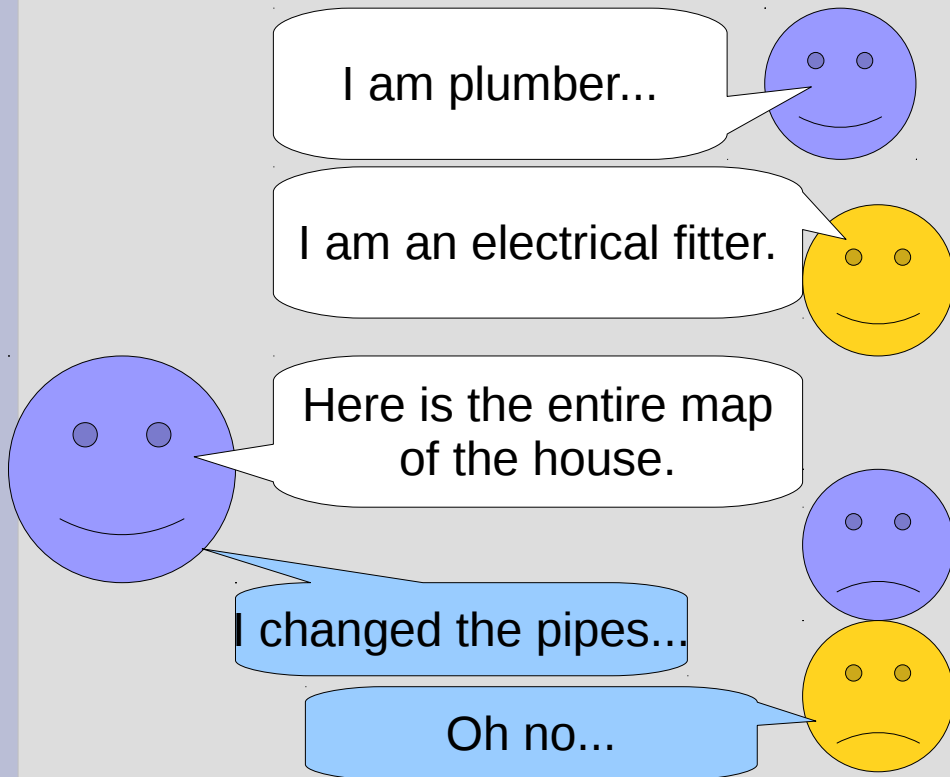 I am plumber...
I am an electrical fitter.
Here is the entire map
of the house.
I changed the pipes...
Oh no...